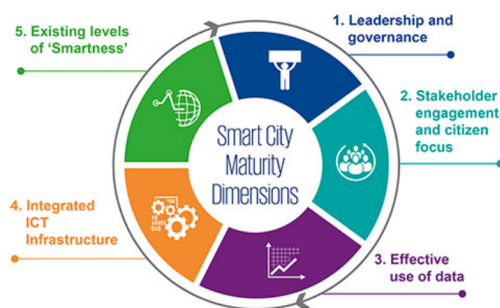 1. Leadership and
governance
2. Stakeholder
engagement
and citizen
focus
3. Effective
use of data
4. Integrated
ICT
Infrastructure
5. Existing levels
of ‘Smartness’
Smart City
Maturity
Dimensions